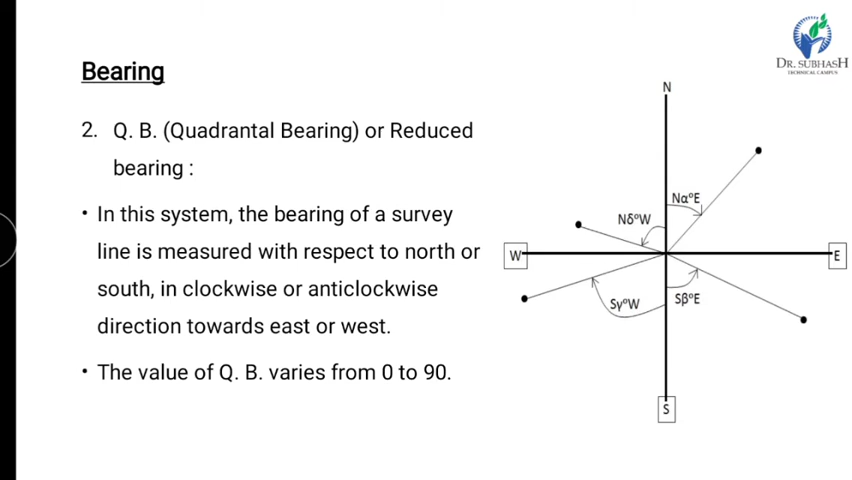 DR. SUBHASH
TECHNICAL CAMPUS
Bearing
2. Q. B. (Quadrantal Bearing) or Reduced
bearing :
• In this system, the bearing of a survey
line is measured with respect to north or
south, in clockwise or anticlockwise
direction towards east or west.
• The value of Q. B. varies from 0 to 90.
N
Nα°E
Nδ°W
W
E
Sγ°W
Sβ°E
S